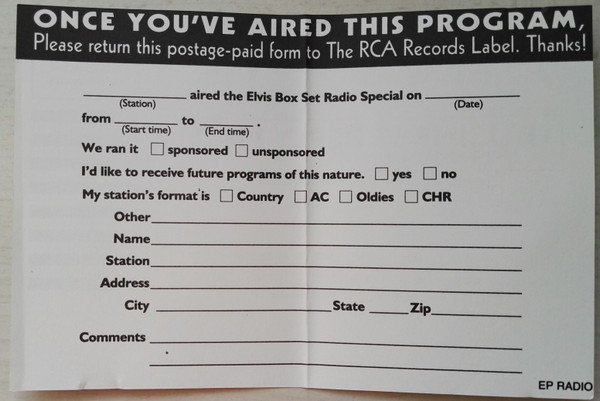 ONCE YOU'VE AIRED THIS PROGRAM,
Please return this postage-paid form to The RCA Records Label. Thanks!
aired the Elvis Box Set Radio Special on
(Station) (Date)
from to .
(Start time) (End time)
We ran it sponsored unsponsored
I'd like to receive future programs of this nature. yes no
My station's format is Country AC Oldies CHR
Other
Name
Station
Address
City State Zip
Comments
EP RADIO